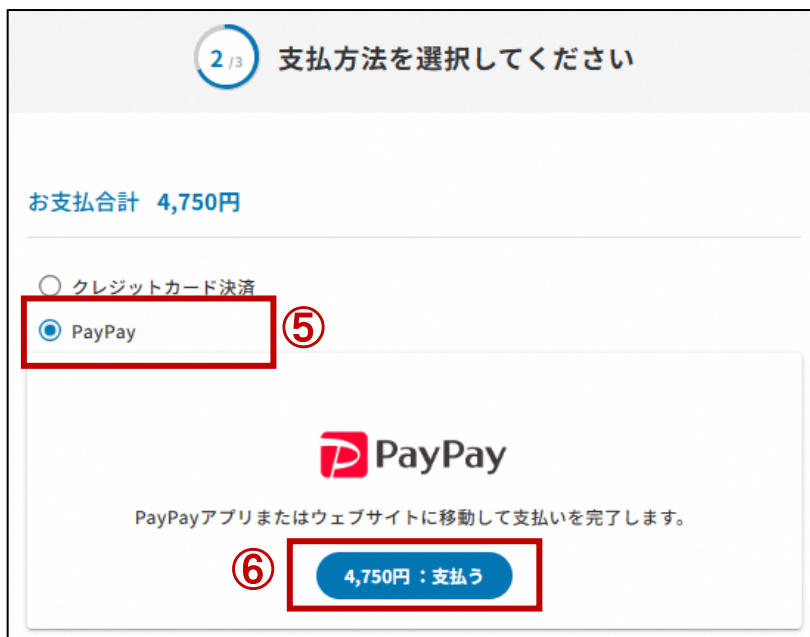 2 /3 支払方法を選択してください
お支払合計 4,750円
クレジットカード決済
PayPay ⑤
PayPay
PayPayアプリまたはウェブサイトに移動して支払いを完了します。
⑥ 4,750円：支払う